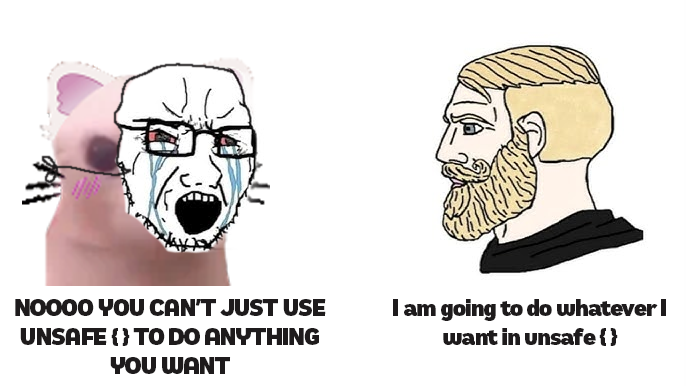 NOOOO YOU CAN'T JUST USE
UNSAFE { } TO DO ANYTHING
YOU WANT
I am going to do whatever I
want in unsafe { }